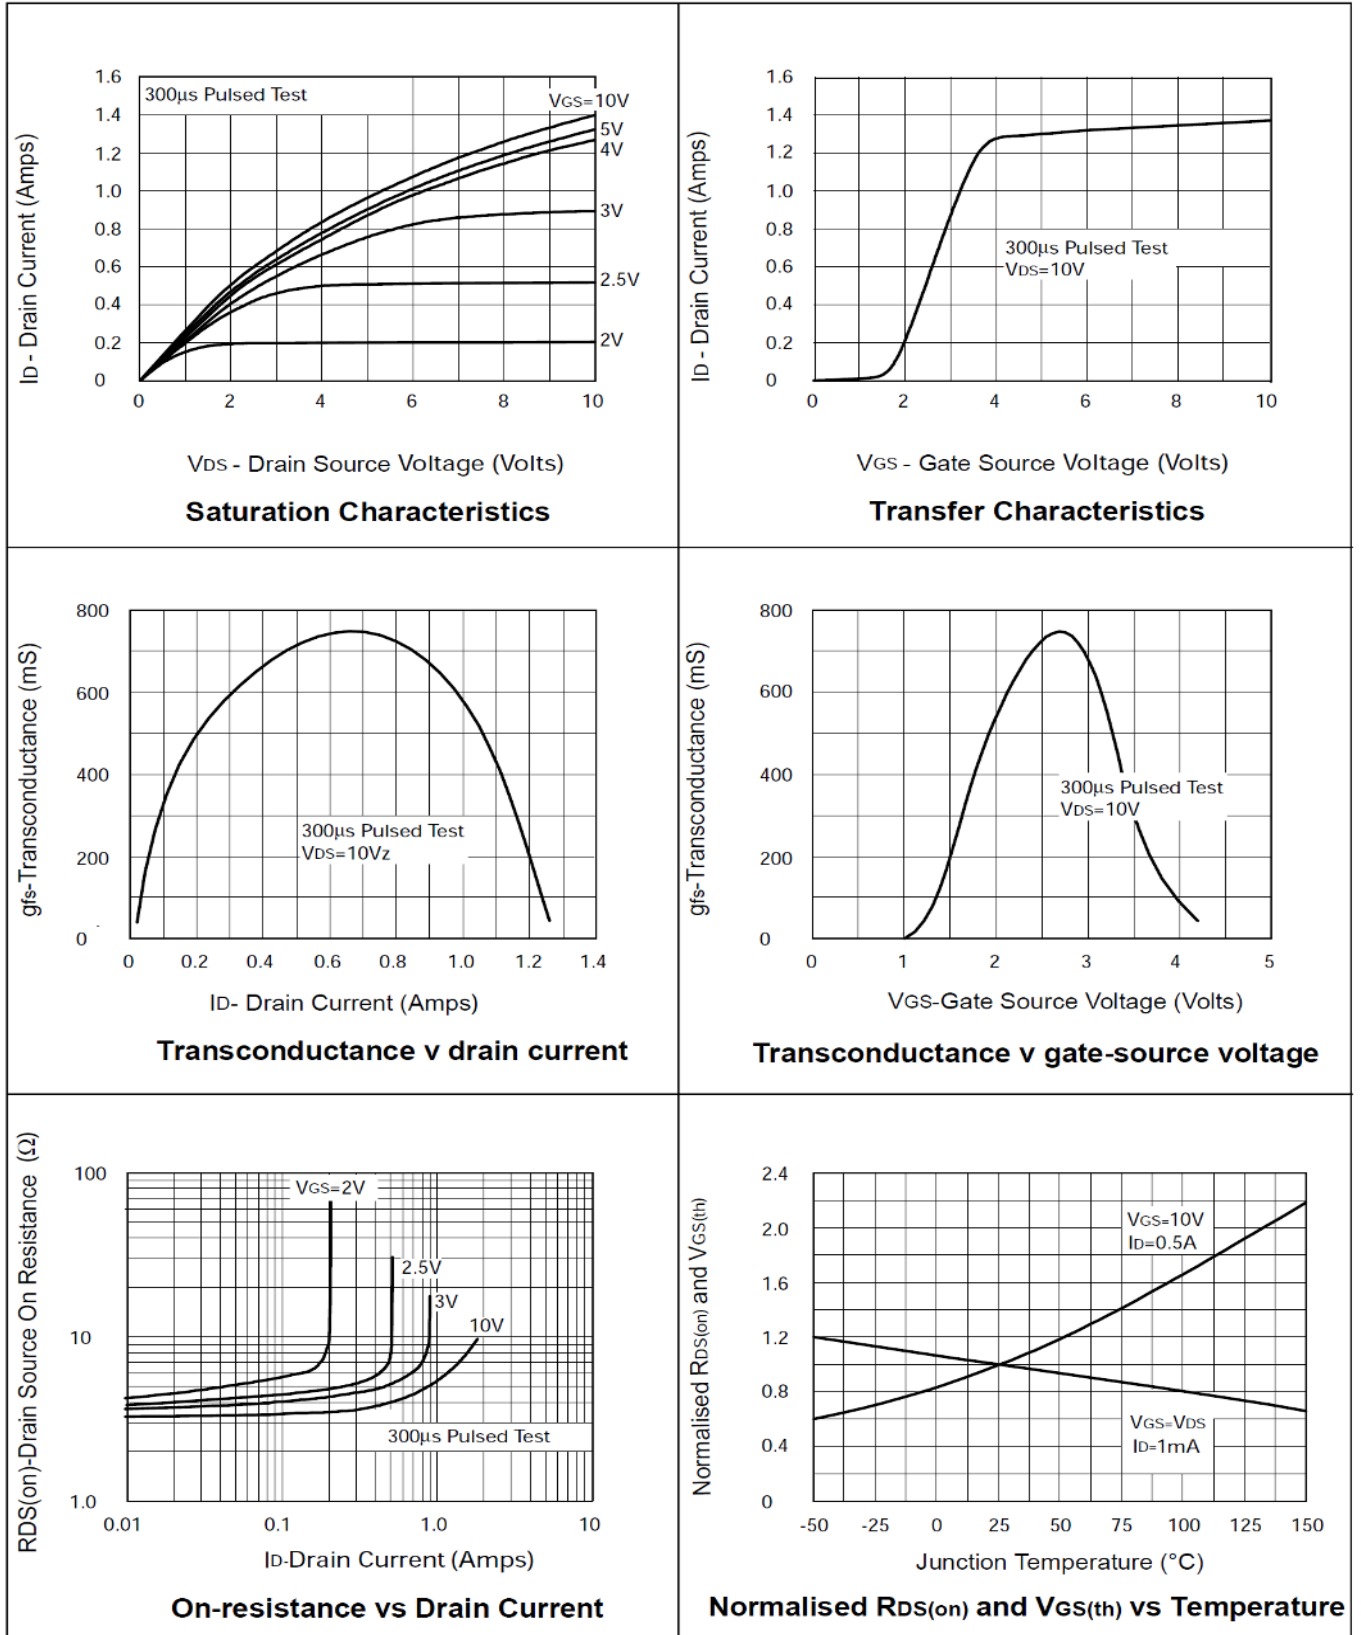 1.6
1.4
1.2
1.0
0.8
0.6
0.4
0.2
0
300µs Pulsed Test
VGS=10V
5V
4V
3V
2.5V
2V
0 2 4 6 8 10
ID - Drain Current (Amps)
VDS - Drain Source Voltage (Volts)
Saturation Characteristics
1.6
1.4
1.2
1.0
0.8
0.6
0.4
0.2
0
300µs Pulsed Test
VDS=10V
0 2 4 6 8 10
ID - Drain Current (Amps)
VGS - Gate Source Voltage (Volts)
Transfer Characteristics
800
600
400
200
0
300µs Pulsed Test
VDS=10Vz
0 0.2 0.4 0.6 0.8 1.0 1.2 1.4
gfs-Transconductance (mS)
ID- Drain Current (Amps)
Transconductance v drain current
800
600
400
200
0
300µs Pulsed Test
VDS=10V
0 1 2 3 4 5
gfs-Transconductance (mS)
VGS-Gate Source Voltage (Volts)
Transconductance v gate-source voltage
100
10
1.0
VGS=2V
2.5V
3V
10V
300µs Pulsed Test
0.01 0.1 1.0 10
RDS(on)-Drain Source On Resistance (Ω)
ID-Drain Current (Amps)
On-resistance vs Drain Current
2.4
2.0
1.6
1.2
0.8
0.4
0
VGS=10V
ID=0.5A
VGS=VDS
ID=1mA
-50 -25 0 25 50 75 100 125 150
Normalised RDS(on) and VGS(th)
Junction Temperature (°C)
Normalised RDS(on) and VGS(th) vs Temperature